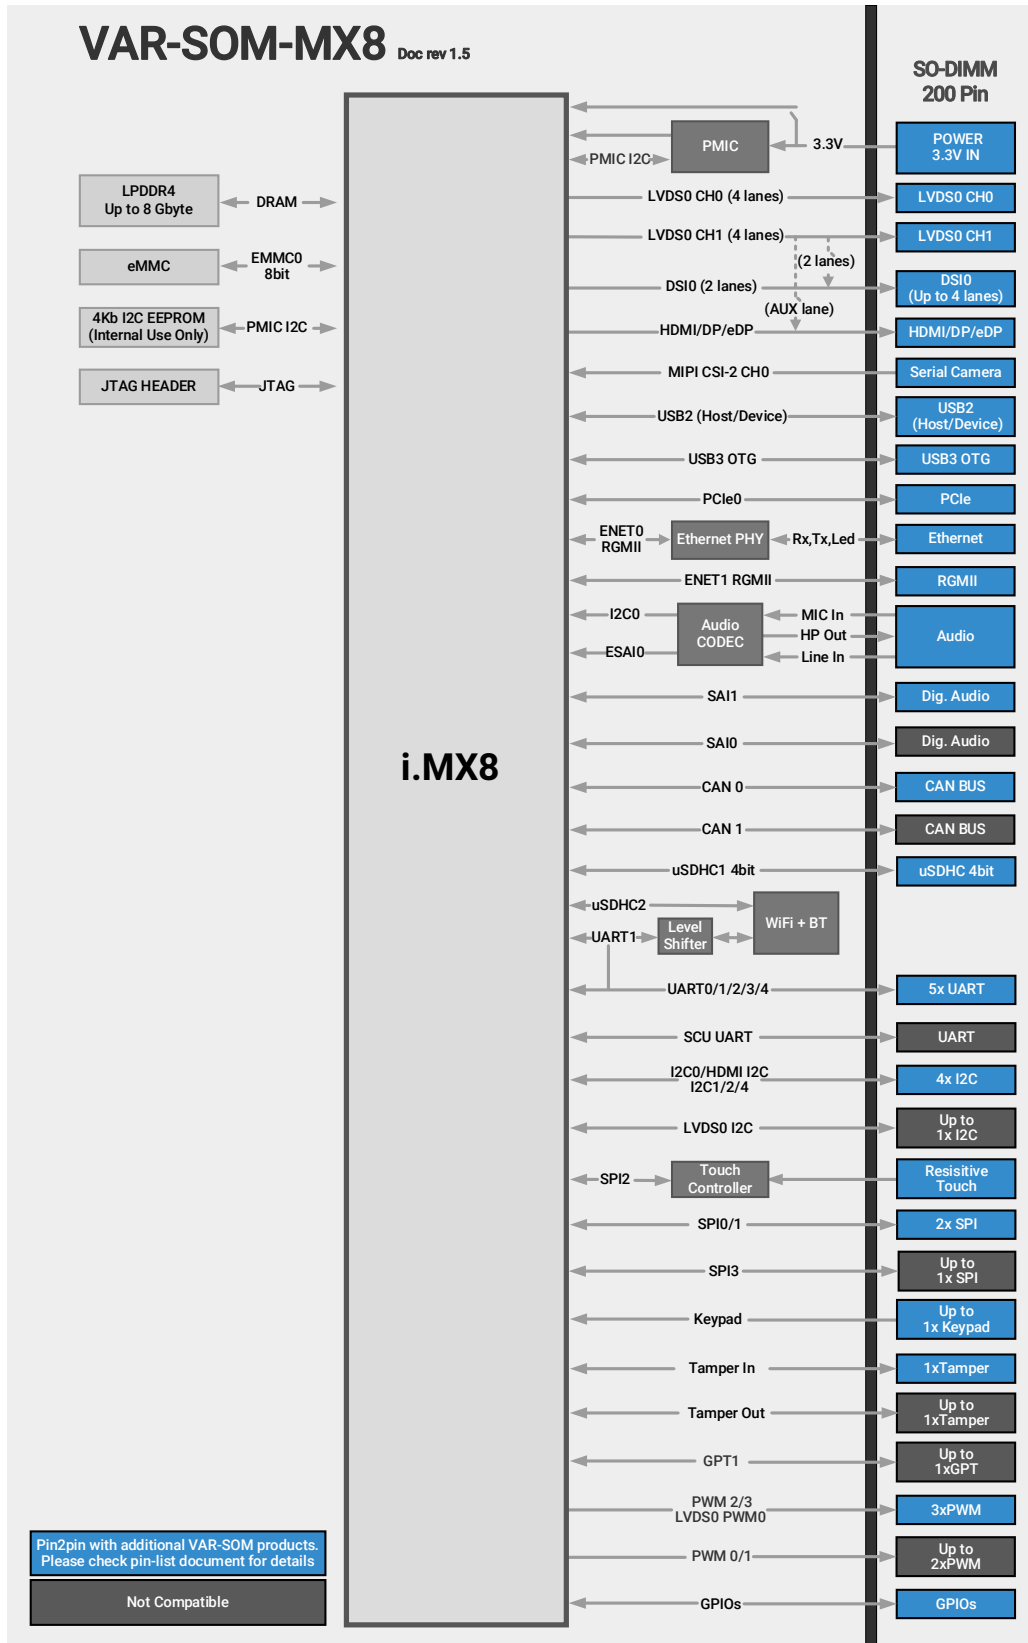 VAR-SOM-MX8 Doc rev 1.5
SO-DIMM
200 Pin
LPDDR4
Up to 8 Gbyte
DRAM
eMMC
EMMC0
8bit
4Kb I2C EEPROM
(Internal Use Only)
PMIC I2C
JTAG HEADER
JTAG
i.MX8
PMIC
3.3V
POWER
3.3V IN
PMIC I2C
LVDS0 CH0 (4 lanes)
LVDS0 CH0
LVDS0 CH1 (4 lanes)
LVDS0 CH1
(2 lanes)
DSI0 (2 lanes)
DSI0
(Up to 4 lanes)
(AUX lane)
HDMI/DP/eDP
HDMI/DP/eDP
MIPI CSI-2 CH0
Serial Camera
USB2 (Host/Device)
USB2
(Host/Device)
USB3 OTG
USB3 OTG
PCIe0
PCIe
ENET0
RGMII
Ethernet PHY
Rx,Tx,Led
Ethernet
ENET1 RGMII
RGMII
I2C0
ESAI0
Audio
CODEC
MIC In
HP Out
Line In
Audio
SAI1
Dig. Audio
SAI0
Dig. Audio
CAN 0
CAN BUS
CAN 1
CAN BUS
uSDHC1 4bit
uSDHC 4bit
uSDHC2
WiFi + BT
UART1
Level
Shifter
UART0/1/2/3/4
5x UART
SCU UART
UART
I2C0/HDMI I2C
I2C1/2/4
4x I2C
LVDS0 I2C
Up to
1x I2C
SPI2
Touch
Controller
Resisitive
Touch
SPI0/1
2x SPI
SPI3
Up to
1x SPI
Keypad
Up to
1x Keypad
Tamper In
1xTamper
Tamper Out
Up to
1xTamper
GPT1
Up to
1xGPT
PWM 2/3
LVDS0 PWM0
3xPWM
PWM 0/1
Up to
2xPWM
GPIOs
GPIOs
Pin2pin with additional VAR-SOM products.
Please check pin-list document for details
Not Compatible